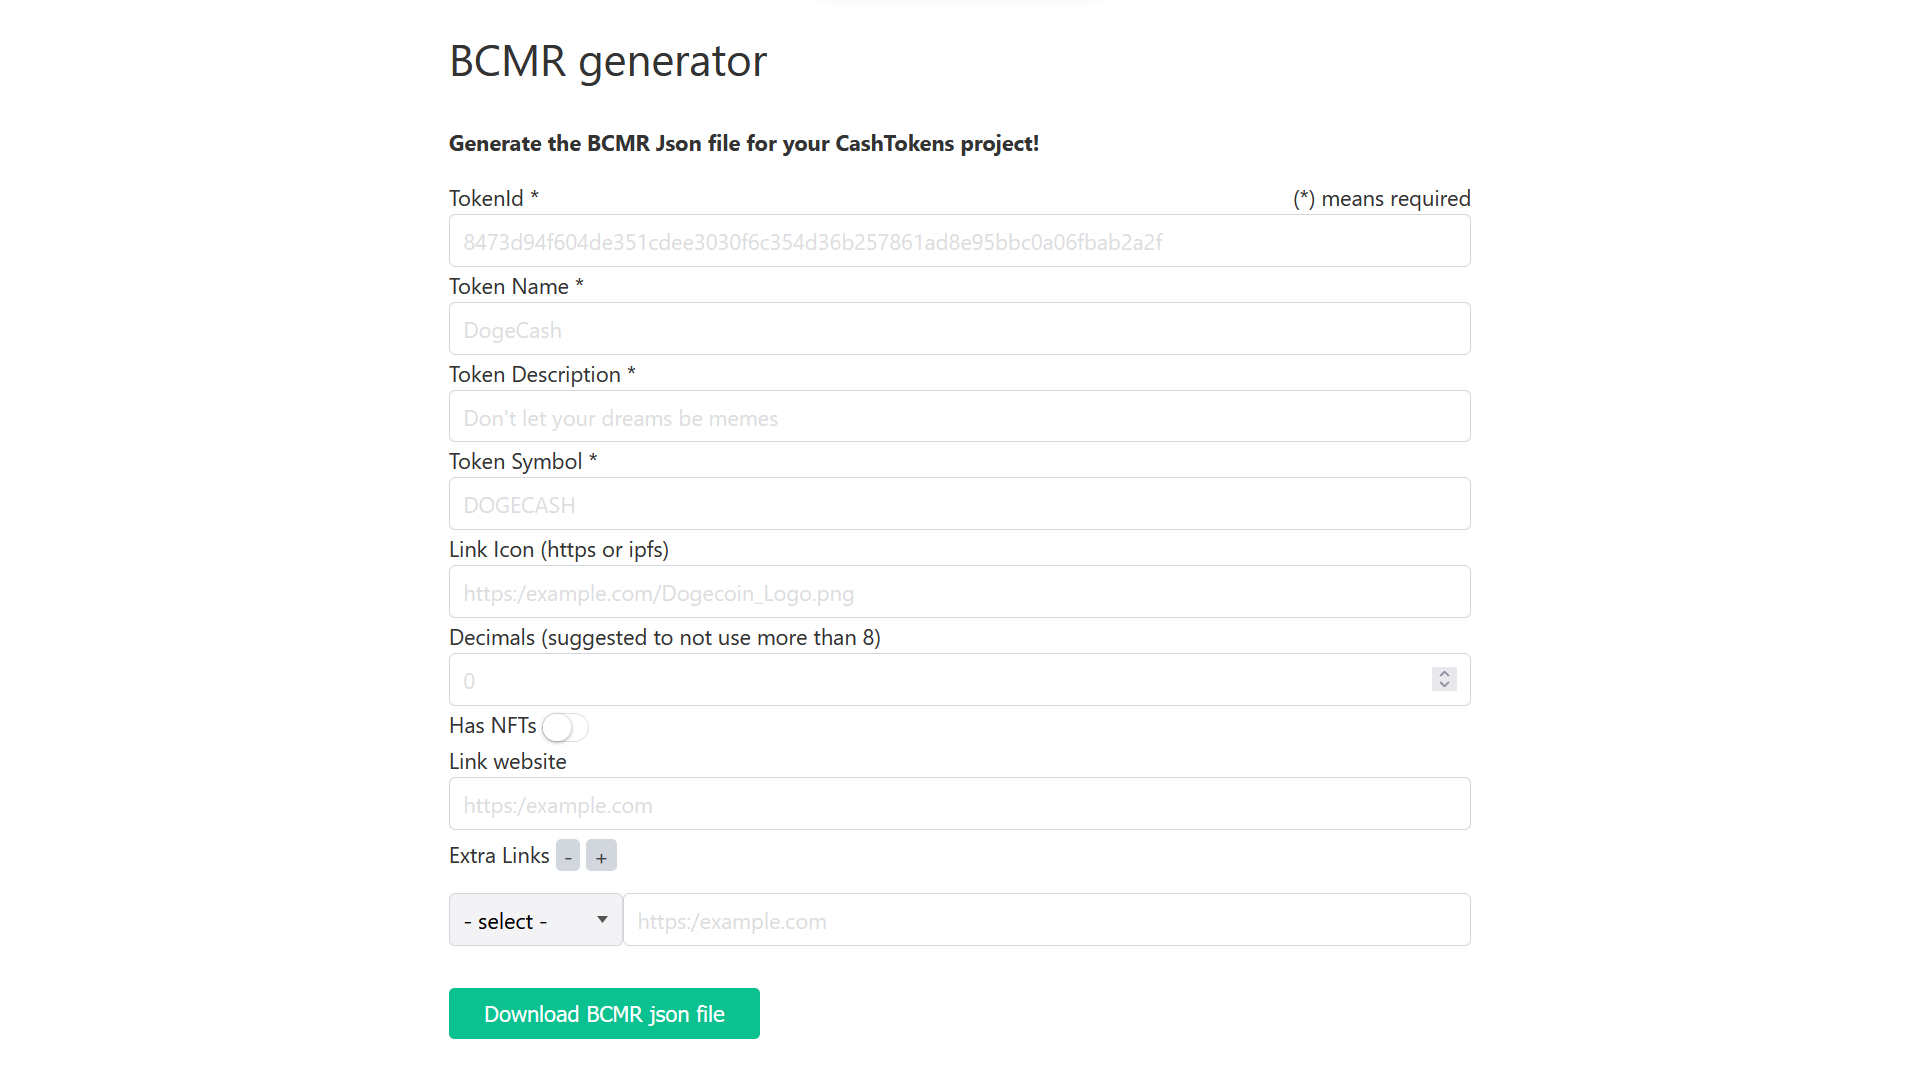 BCMR generator
Generate the BCMR Json file for your CashTokens project!
TokenId * (*) means required
8473d94f604de351cdee3030f6c354d36b257861ad8e95bbc0a06fbab2a2f
Token Name *
DogeCash
Token Description *
Don't let your dreams be memes
Token Symbol *
DOGECASH
Link Icon (https or ipfs)
https:/example.com/Dogecoin_Logo.png
Decimals (suggested to not use more than 8)
0
Has NFTs
Link website
https:/example.com
Extra Links - +
- select - https:/example.com
Download BCMR json file